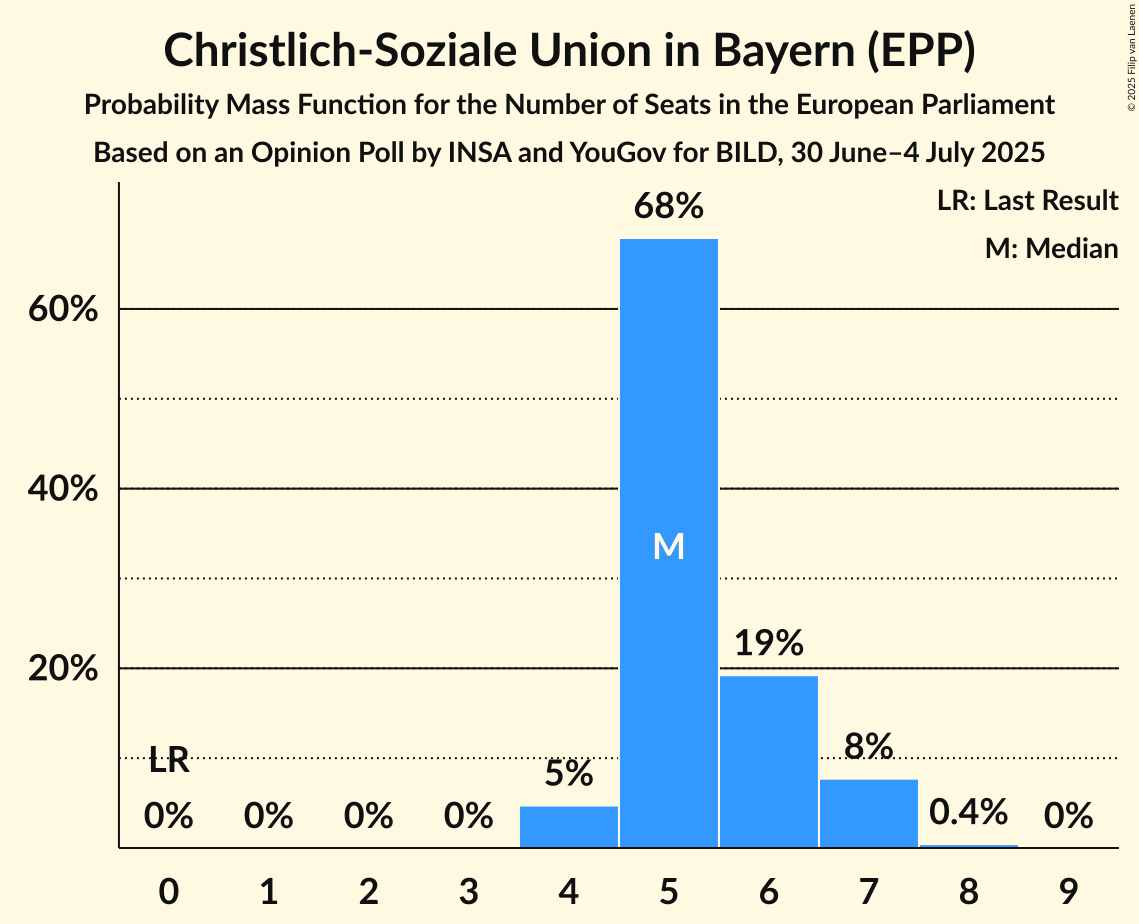 Christlich-Soziale Union in Bayern (EPP)
Probability Mass Function for the Number of Seats in the European Parliament
Based on an Opinion Poll by INSA and YouGov for BILD, 30 June–4 July 2025
© 2025 Filip van Laenen
LR: Last Result
M: Median
68%
60%
40%
M
19%
20%
LR
5%
8%
0% 0% 0% 0% 0.4% 0%
0 1 2 3 4 5 6 7 8 9